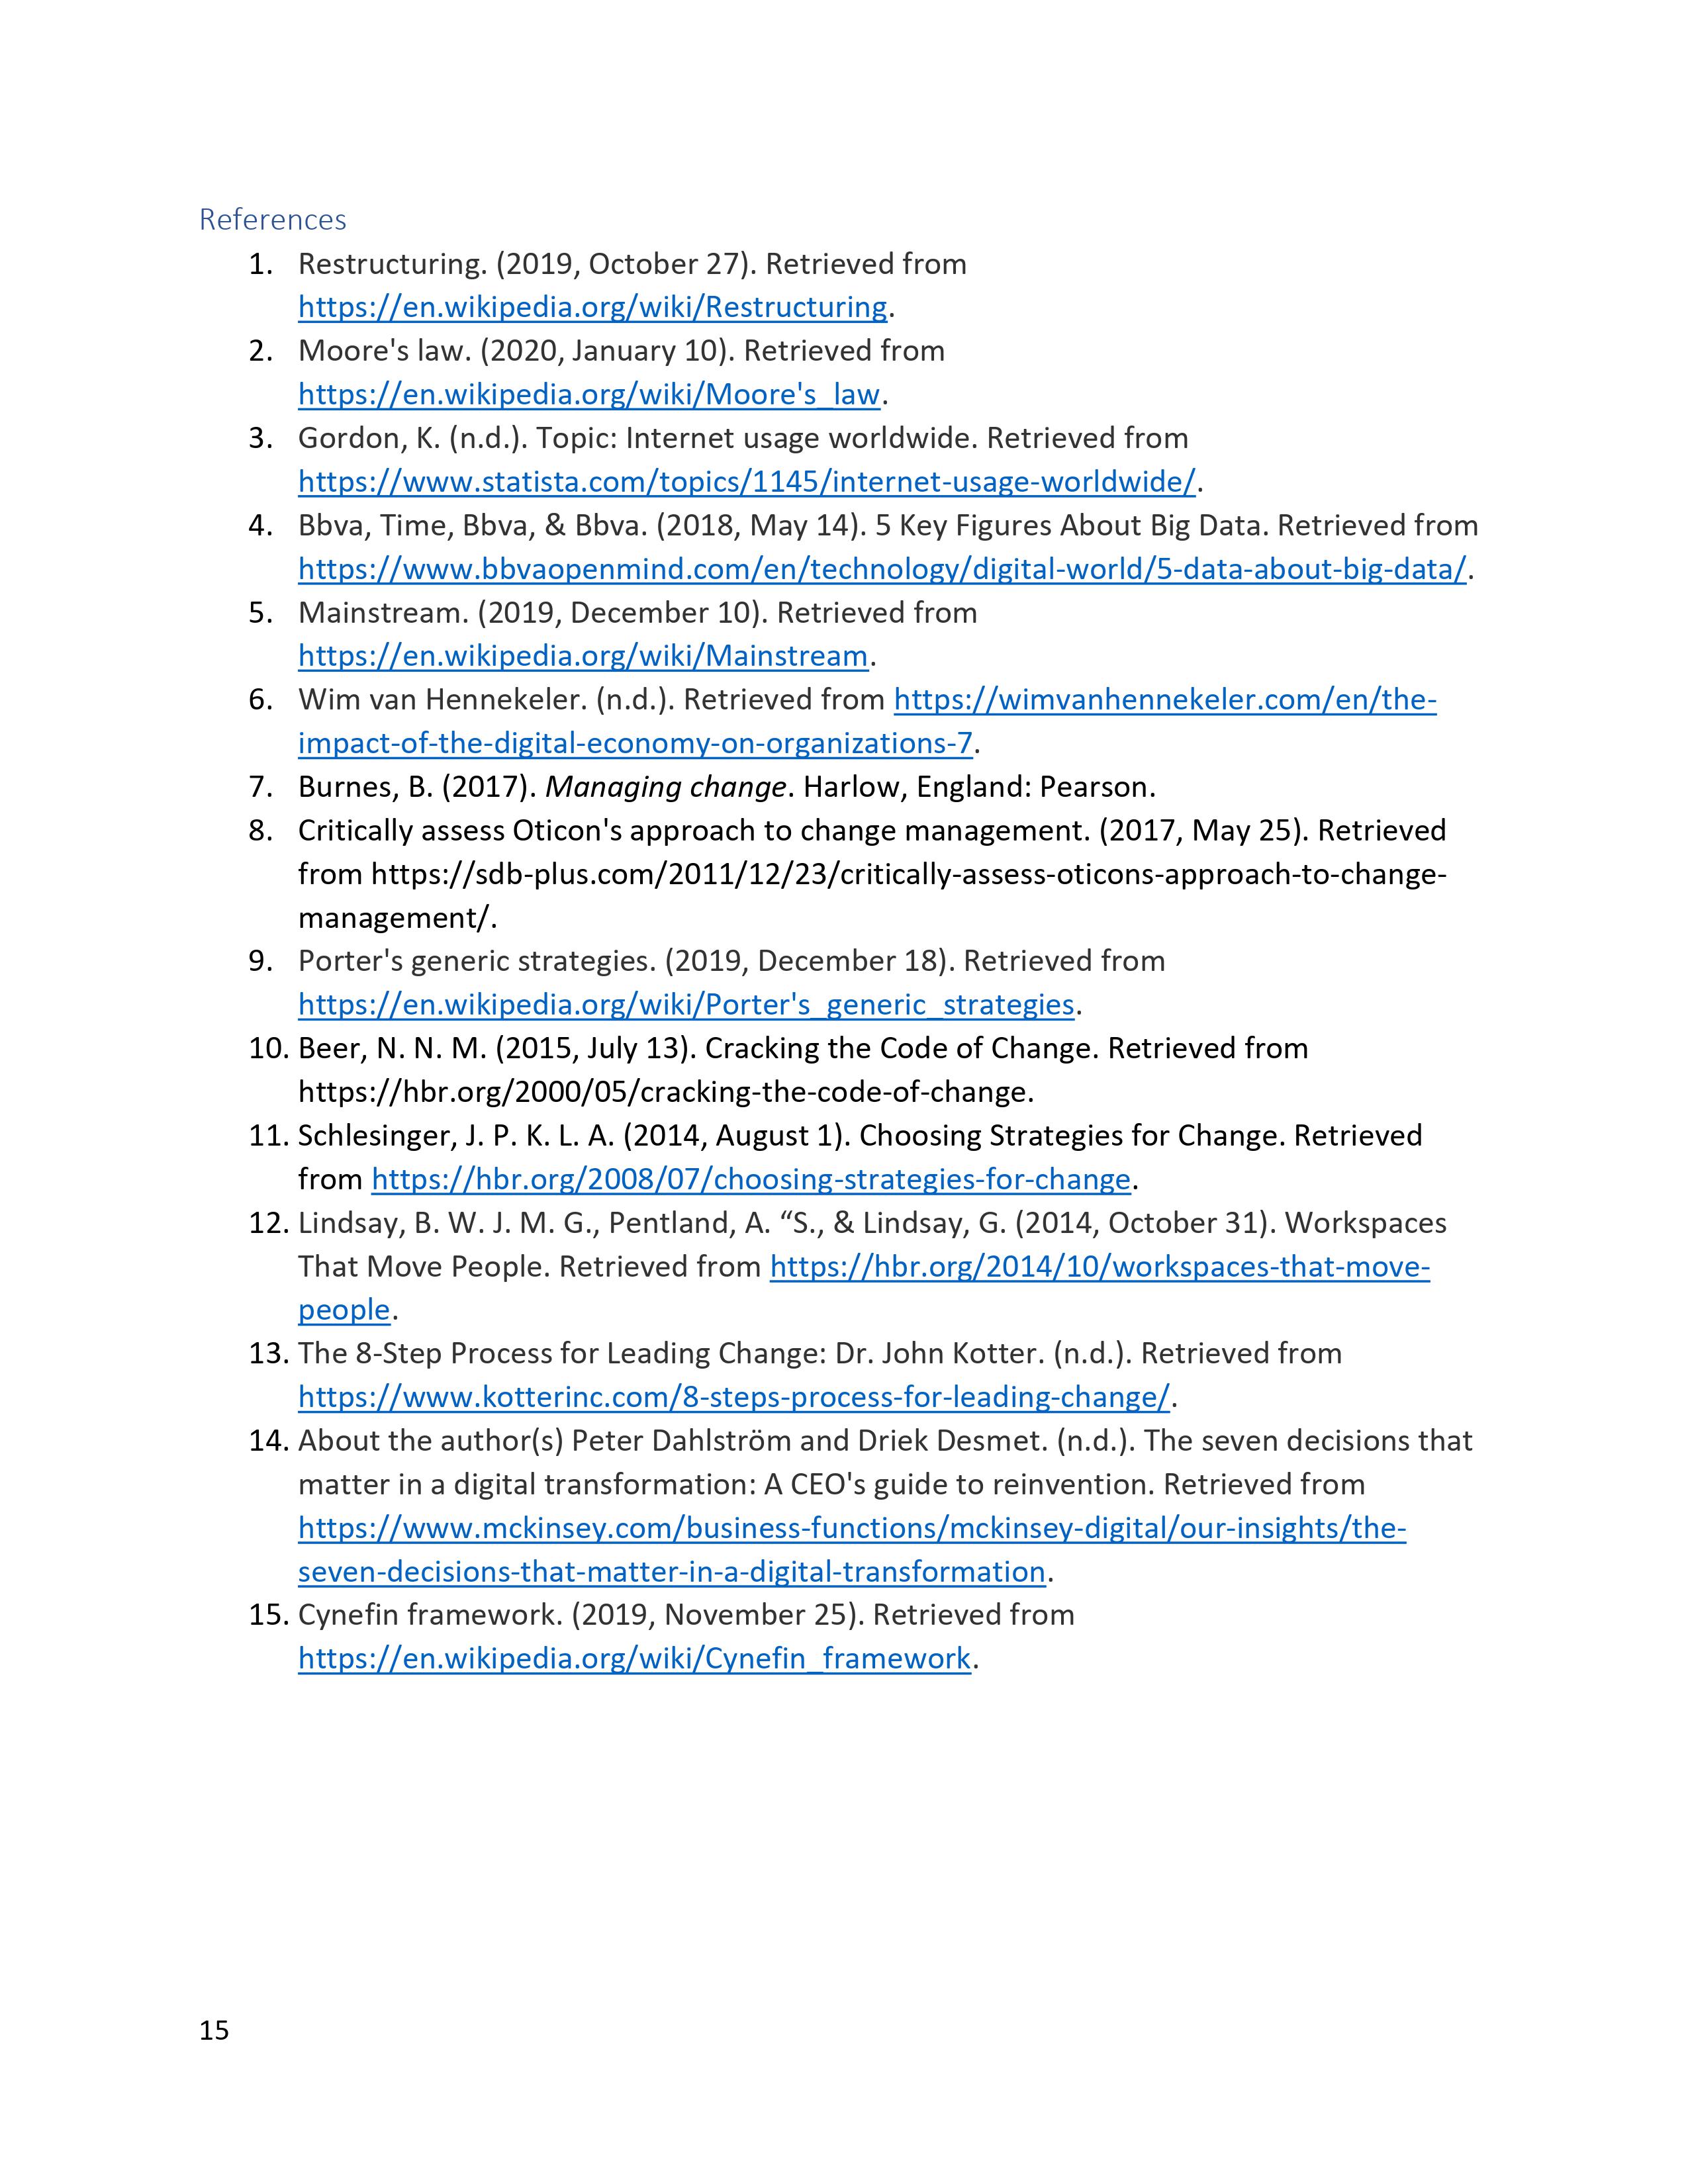 References
1. Restructuring. (2019, October 27). Retrieved from
https://en.wikipedia.org/wiki/Restructuring.
2. Moore's law. (2020, January 10). Retrieved from
https://en.wikipedia.org/wiki/Moore's_law.
3. Gordon, K. (n.d.). Topic: Internet usage worldwide. Retrieved from
https://www.statista.com/topics/1145/internet-usage-worldwide/.
4. Bbva, Time, Bbva, & Bbva. (2018, May 14). 5 Key Figures About Big Data. Retrieved from
https://www.bbvaopenmind.com/en/technology/digital-world/5-data-about-big-data/.
5. Mainstream. (2019, December 10). Retrieved from
https://en.wikipedia.org/wiki/Mainstream.
6. Wim van Hennekeler. (n.d.). Retrieved from https://wimvanhennekeler.com/en/the-
impact-of-the-digital-economy-on-organizations-7.
7. Burnes, B. (2017). Managing change. Harlow, England: Pearson.
8. Critically assess Oticon's approach to change management. (2017, May 25). Retrieved
from https://sdb-plus.com/2011/12/23/critically-assess-oticons-approach-to-change-
management/.
9. Porter's generic strategies. (2019, December 18). Retrieved from
https://en.wikipedia.org/wiki/Porter's_generic_strategies.
10. Beer, N. N. M. (2015, July 13). Cracking the Code of Change. Retrieved from
https://hbr.org/2000/05/cracking-the-code-of-change.
11. Schlesinger, J. P. K. L. A. (2014, August 1). Choosing Strategies for Change. Retrieved
from https://hbr.org/2008/07/choosing-strategies-for-change.
12. Lindsay, B. W. J. M. G., Pentland, A. “S., & Lindsay, G. (2014, October 31). Workspaces
That Move People. Retrieved from https://hbr.org/2014/10/workspaces-that-move-
people.
13. The 8-Step Process for Leading Change: Dr. John Kotter. (n.d.). Retrieved from
https://www.kotterinc.com/8-steps-process-for-leading-change/.
14. About the author(s) Peter Dahlström and Driek Desmet. (n.d.). The seven decisions that
matter in a digital transformation: A CEO's guide to reinvention. Retrieved from
https://www.mckinsey.com/business-functions/mckinsey-digital/our-insights/the-
seven-decisions-that-matter-in-a-digital-transformation.
15. Cynefin framework. (2019, November 25). Retrieved from
https://en.wikipedia.org/wiki/Cynefin_framework.
15